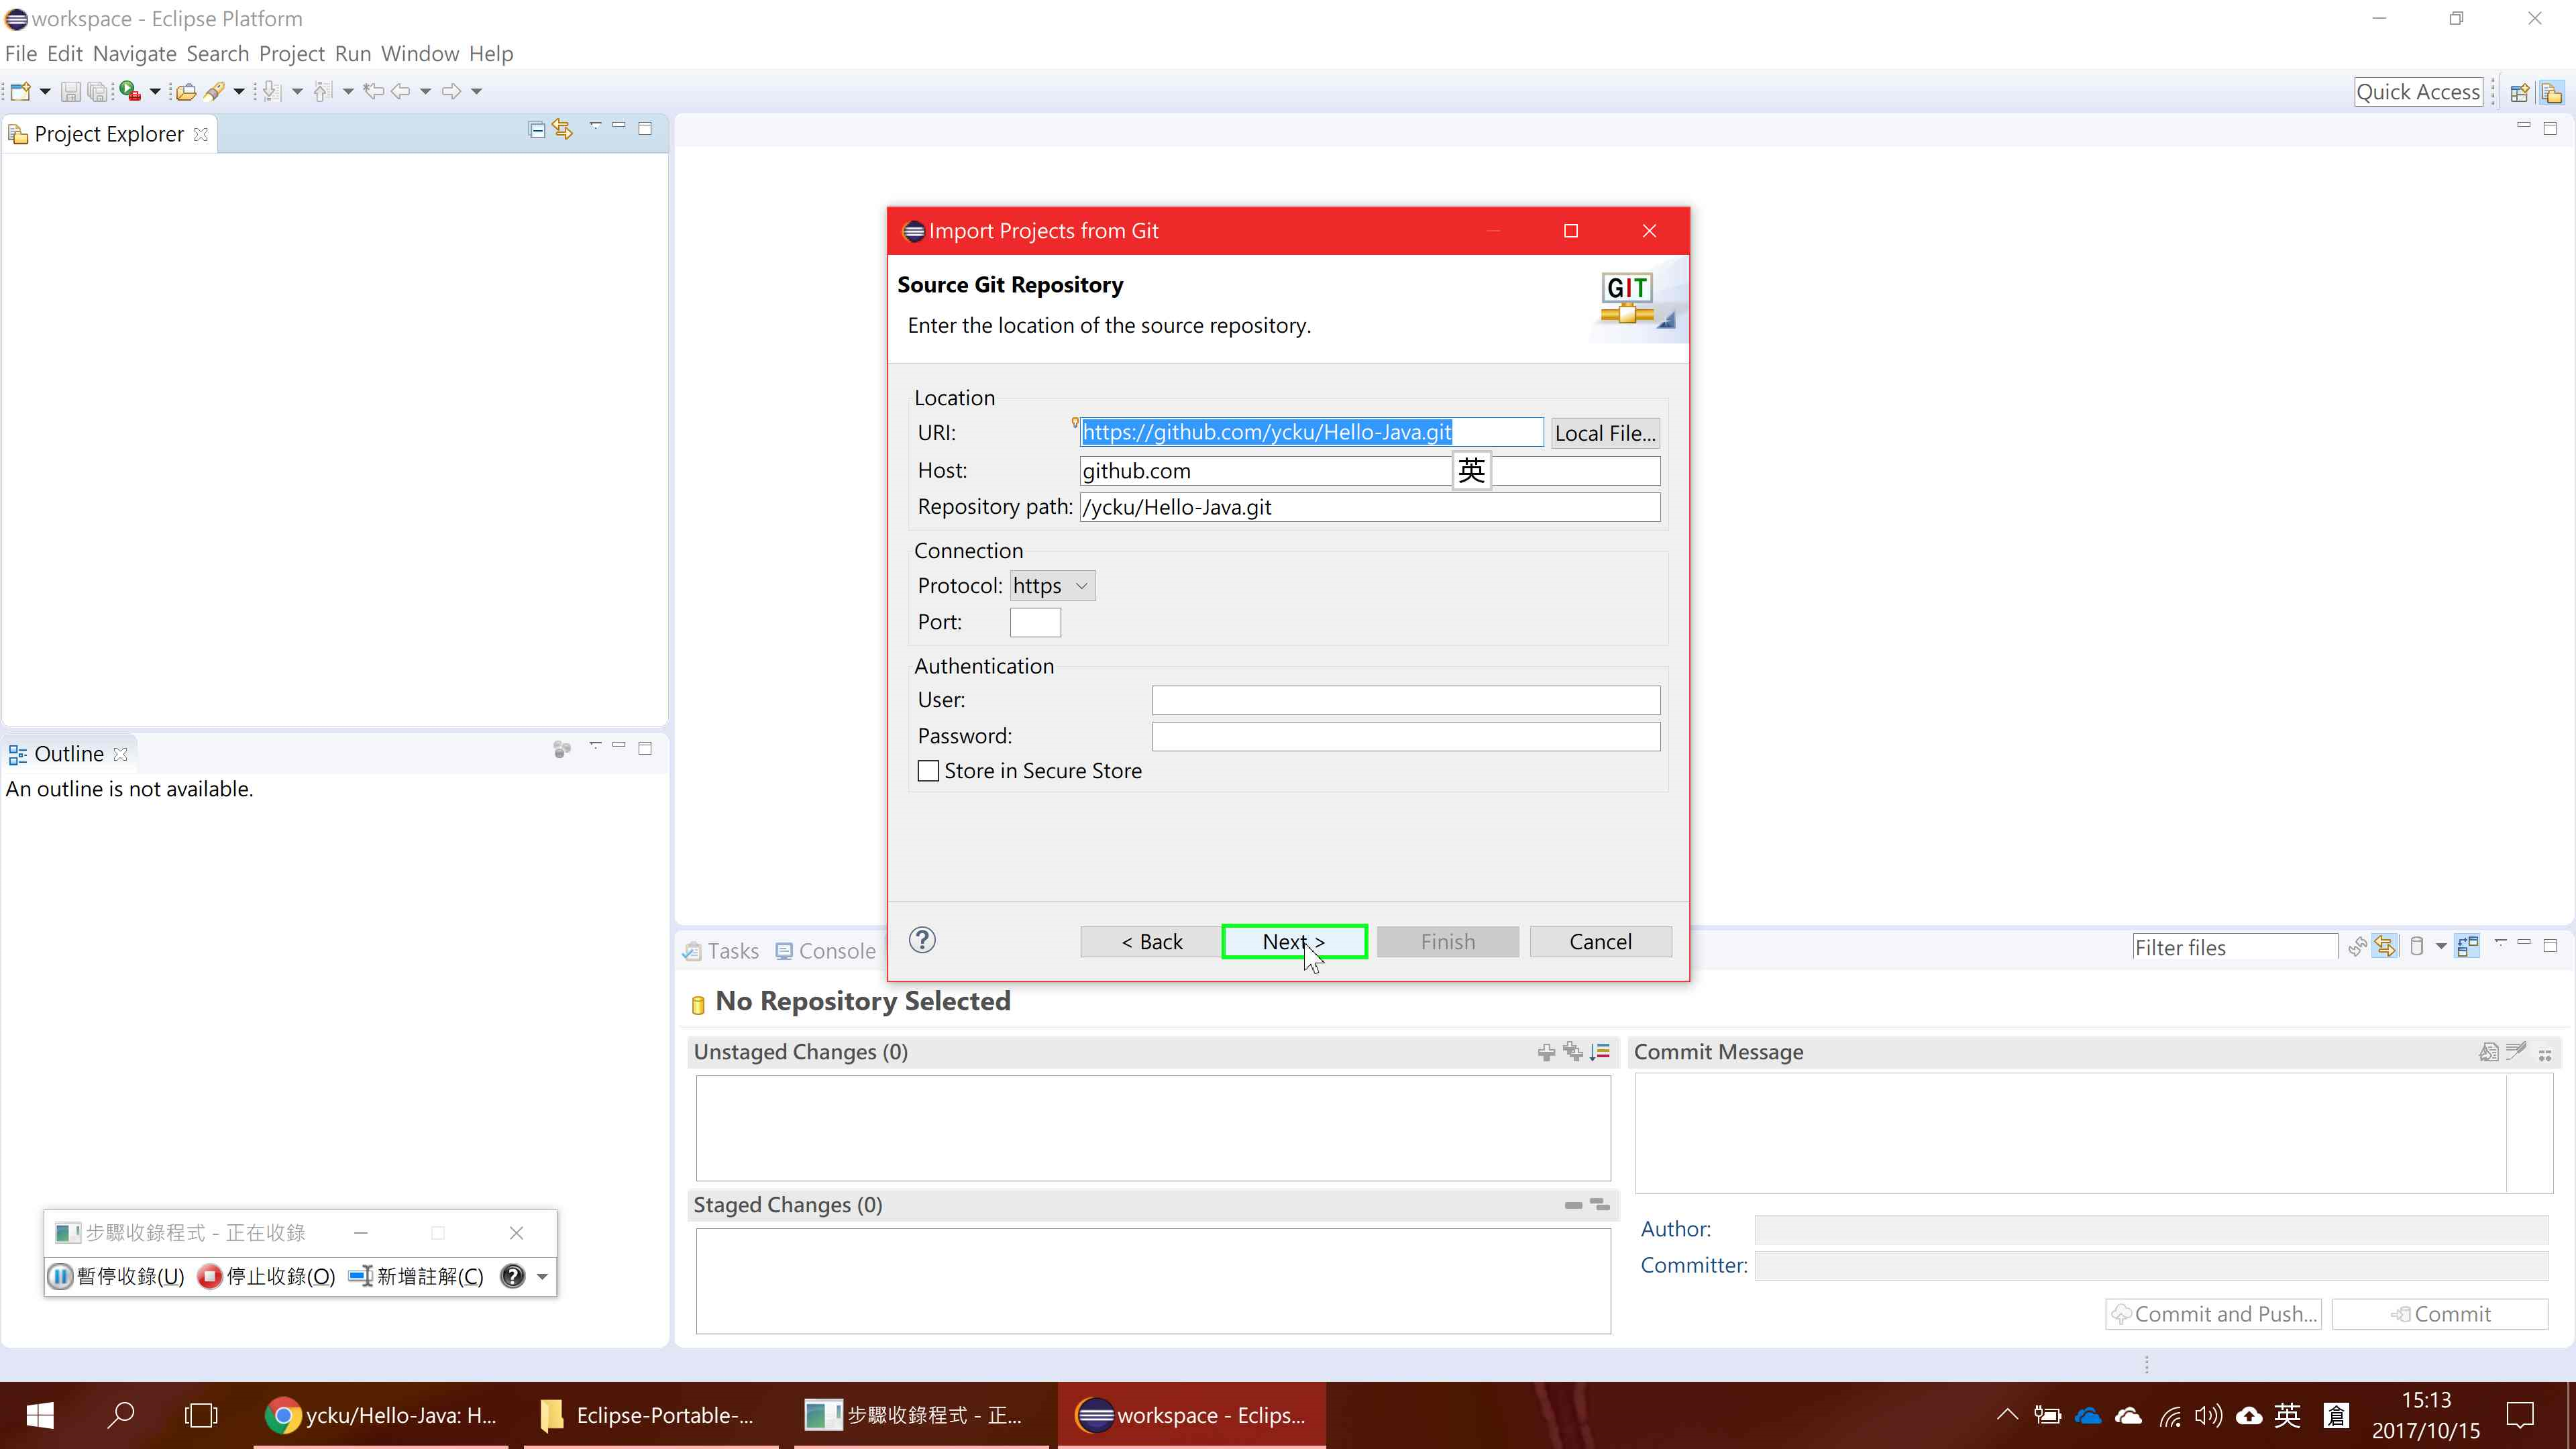 workspace - Eclipse Platform
File Edit Navigate Search Project Run Window Help
Quick Access
Project Explorer
Import Projects from Git
Source Git Repository
GIT
Enter the location of the source repository.
Location
URI: https://github.com/ycku/Hello-Java.git Local File...
Host: github.com 英
Repository path: /ycku/Hello-Java.git
Connection
Protocol: https
Port:
Authentication
User:
Password:
Store in Secure Store
? < Back Next > Finish Cancel
Outline
An outline is not available.
Tasks Console Filter files
No Repository Selected
Unstaged Changes (0)
Staged Changes (0)
Commit Message
Author:
Committer:
Commit and Push... Commit
步驟收錄程式 - 正在收錄
暫停收錄(U) 停止收錄(O) 新增註解(C) ?
ycku/Hello-Java: H... Eclipse-Portable-... 步驟收錄程式 - 正... workspace - Eclips... 英 倉
15:13
2017/10/15